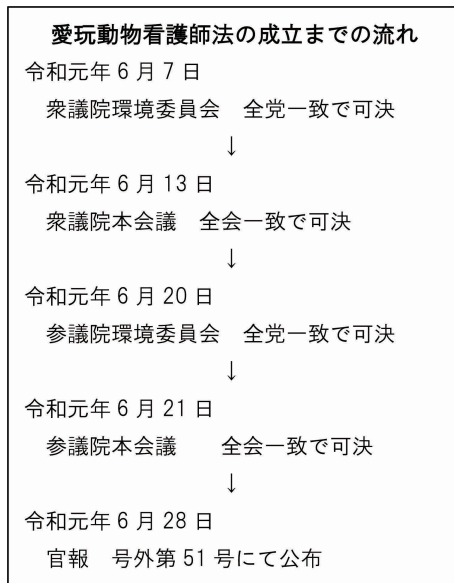 愛玩動物看護師法の成立までの流れ
令和元年6月7日
衆議院環境委員会　全党一致で可決
↓
令和元年6月13日
衆議院本会議　全会一致で可決
↓
令和元年6月20日
参議院環境委員会　全党一致で可決
↓
令和元年6月21日
参議院本会議　　全会一致で可決
↓
令和元年6月28日
官報　号外第51号にて公布